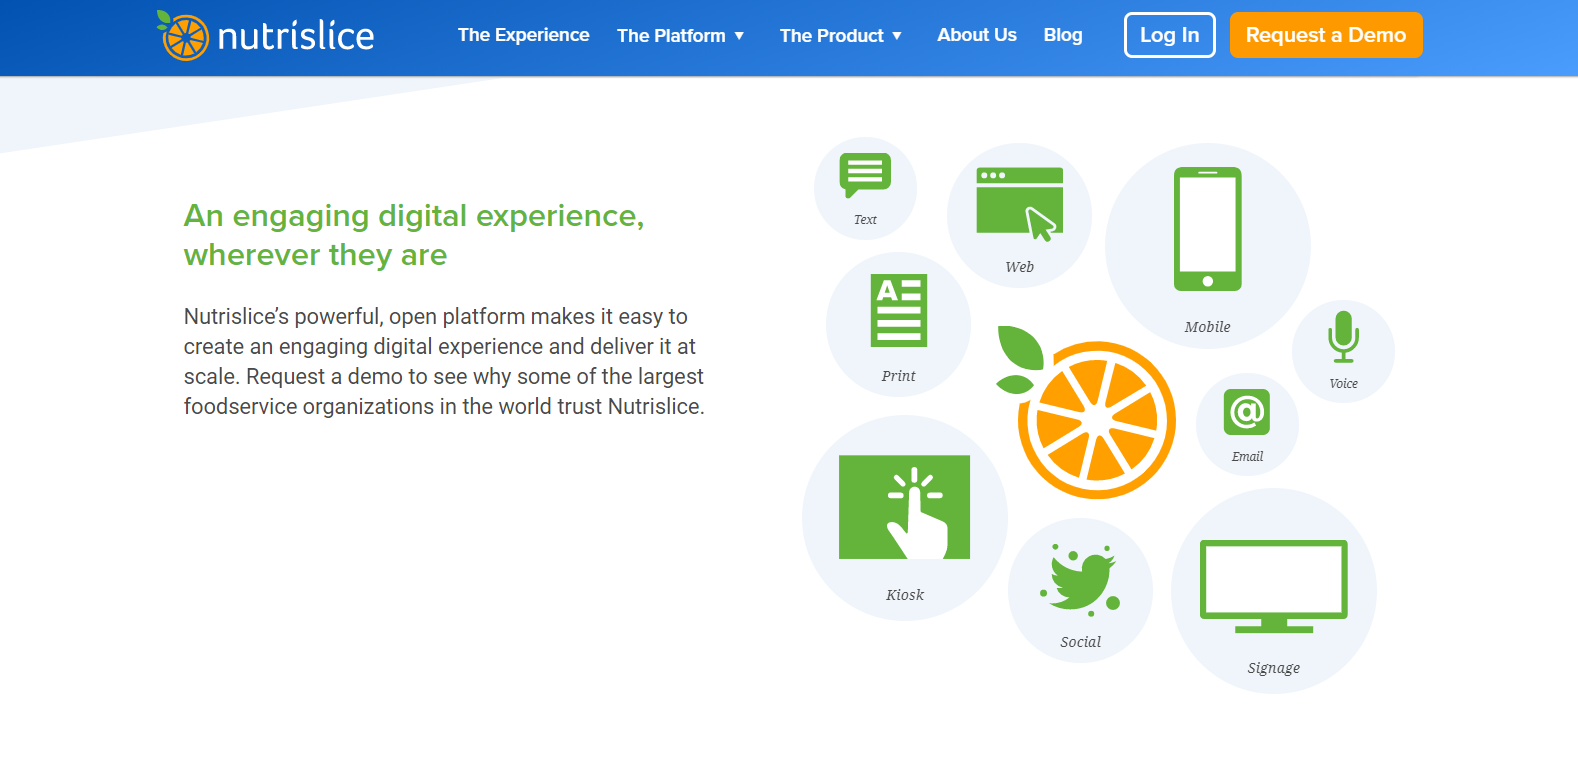 nutrislice
The Experience
The Platform ▼
The Product ▼
About Us
Blog
Log In
Request a Demo
An engaging digital experience,
wherever they are
Nutrislice’s powerful, open platform makes it easy to
create an engaging digital experience and deliver it at
scale. Request a demo to see why some of the largest
foodservice organizations in the world trust Nutrislice.
Text
Web
Mobile
A
Print
Voice
@
Email
Kiosk
Social
Signage